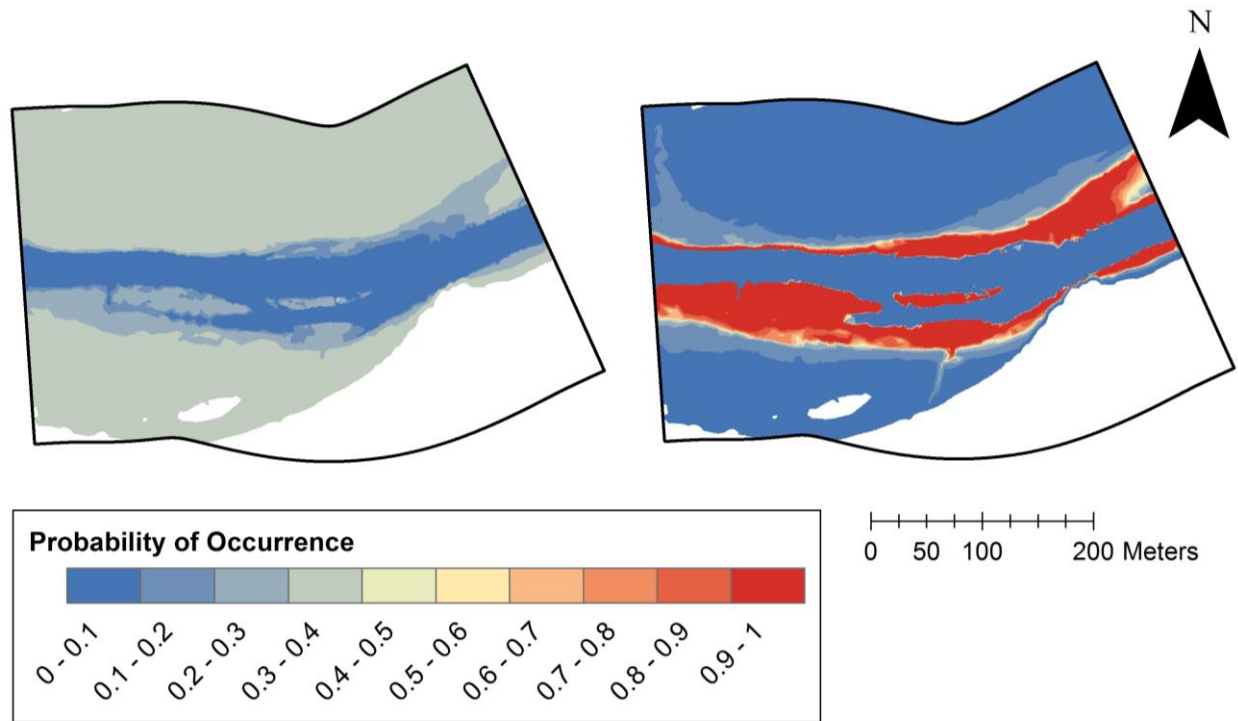 N
Probability of Occurrence
0 - 0.1
0.1 - 0.2
0.2 - 0.3
0.3 - 0.4
0.4 - 0.5
0.5 - 0.6
0.6 - 0.7
0.7 - 0.8
0.8 - 0.9
0.9 - 1
0 50 100 200 Meters